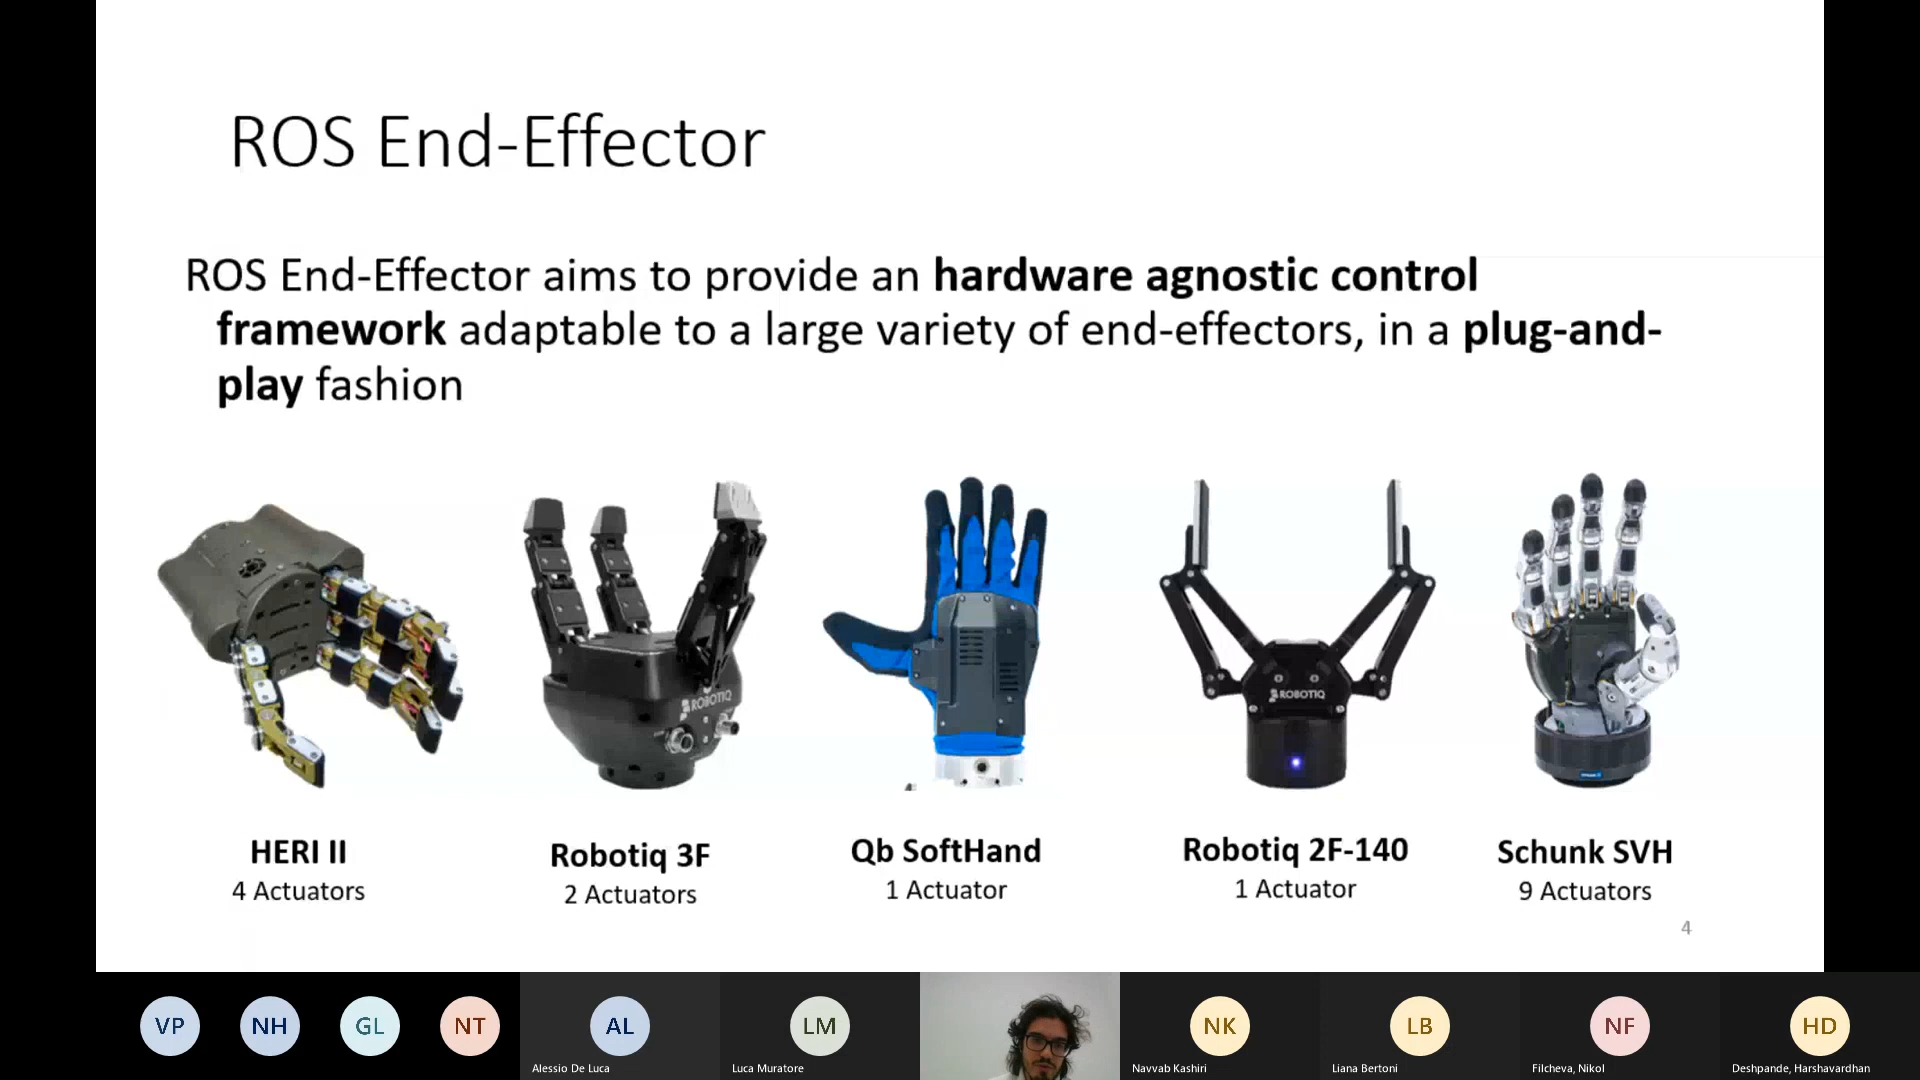 ROS End-Effector
ROS End-Effector aims to provide an hardware agnostic control
framework adaptable to a large variety of end-effectors, in a plug-and-
play fashion
ROBOTIQ
ROBOTIQ
HERI II
4 Actuators
Robotiq 3F
2 Actuators
Qb SoftHand
1 Actuator
Robotiq 2F-140
1 Actuator
Schunk SVH
9 Actuators
4
VP
NH
GL
NT
AL
Alessio De Luca
LM
Luca Muratore
NK
Navvab Kashiri
LB
Liana Bertoni
NF
Filcheva, Nikol
HD
Deshpande, Harshavardhan